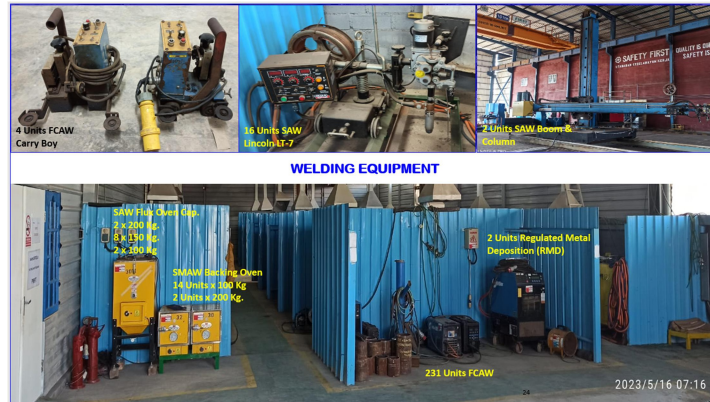 4 Units FCAW
Carry Boy
16 Units SAW
Lincoln LT-7
SAFETY FIRST
QUALITY &
SAFETY IS
2 Units SAW Boom &
Column
WELDING EQUIPMENT
SAW Flux Oven Cap.
2 x 200 Kg.
8 x 150 Kg.
2 x 100 Kg
SMAW Backing Oven
14 Units x 100 Kg
2 Units x 200 Kg.
2 Units Regulated Metal
Deposition (RMD)
231 Units FCAW
24
2023/5/16 07:16